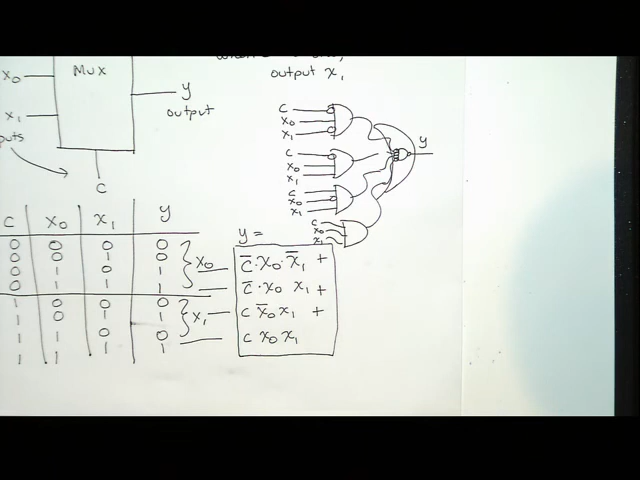 output x₁
x₀
Mux
x₁
y
output
C
C
x₀
x₁
C
x₀
x₁
C
x₀
x₁
C
x₀
x₁
y
C x₀ x₁ y
0 0 0 0
0 0 1 0
0 1 0 1
0 1 1 1
1 0 0 0
1 0 1 1
1 1 0 0
1 1 1 1
x₀
x₁
y =
c̅ · x₀ · x̅₁ +
c̅ · x₀ x₁ +
c x̅₀ x₁ +
c x₀ x₁